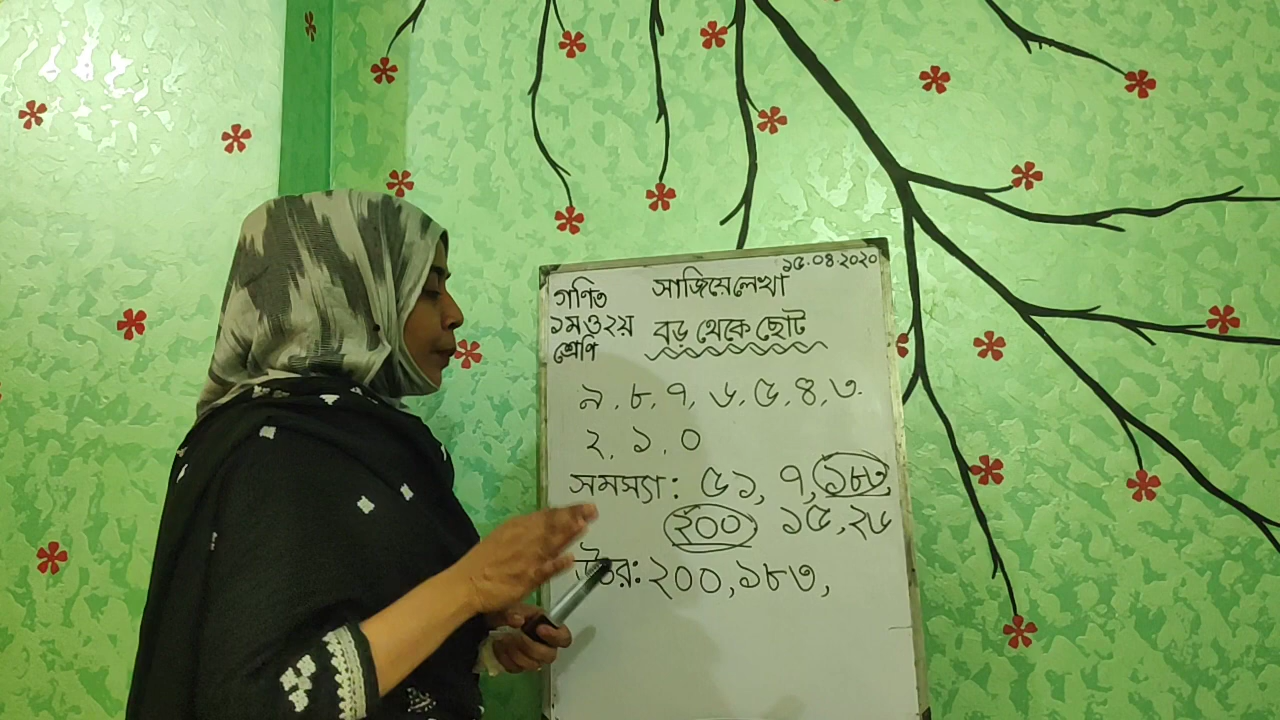 ১৫.০৪.২০২০
গণিত সাজিয়েলেখা
১ম ও ২য় বড় থেকে ছোট
শ্রেণি
৯, ৮, ৭, ৬, ৫, ৪, ৩.
২, ১, ০
সমস্যা: ৫১, ৭, ১৮৩
২০০ ১৫, ২৬
উত্তর: ২০০, ১৮৩,